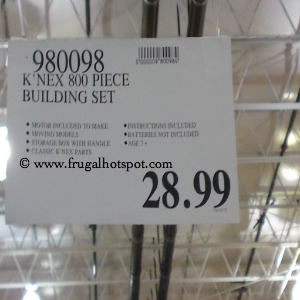 980098
K'NEX 800 PIECE
BUILDING SET
• MOTOR INCLUDED TO MAKE
• MOVING MODELS
• STORAGE BOX WITH HANDLE
• CLASSIC K'NEX PARTS
• INSTRUCTIONS INCLUDED
• BATTERIES NOT INCLUDED
• AGE 7+
www.frugalhotspot.com
28.99